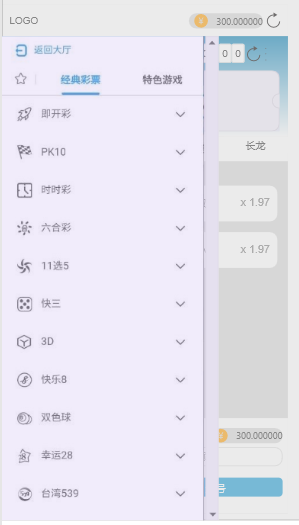 LOGO
300.000000
返回大厅
0 0
经典彩票
特色游戏
长龙
即开彩
PK10
时时彩
x 1.97
六合彩
x 1.97
11选5
快三
3D
快乐8
双色球
300.000000
幸运28
台湾539